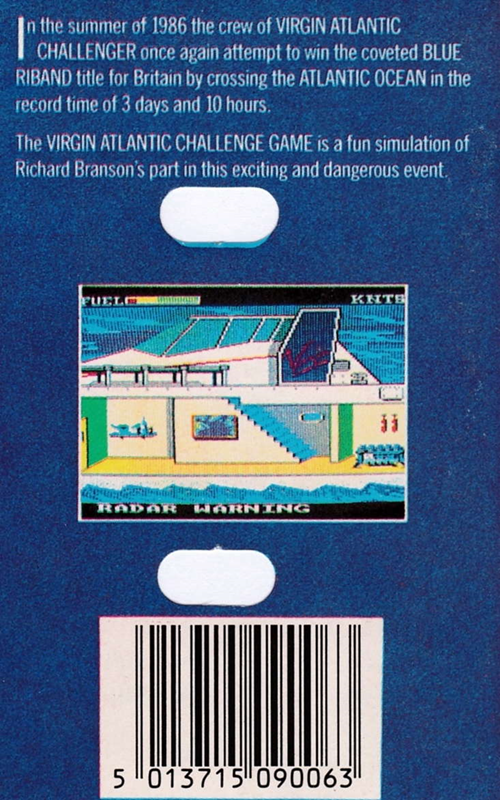 In the summer of 1986 the crew of VIRGIN ATLANTIC
CHALLENGER once again attempt to win the coveted BLUE
RIBAND title for Britain by crossing the ATLANTIC OCEAN in the
record time of 3 days and 10 hours.
The VIRGIN ATLANTIC CHALLENGE GAME is a fun simulation of
Richard Branson's part in this exciting and dangerous event.
FUEL
KNTS
RADAR WARNING
5 013715 090063